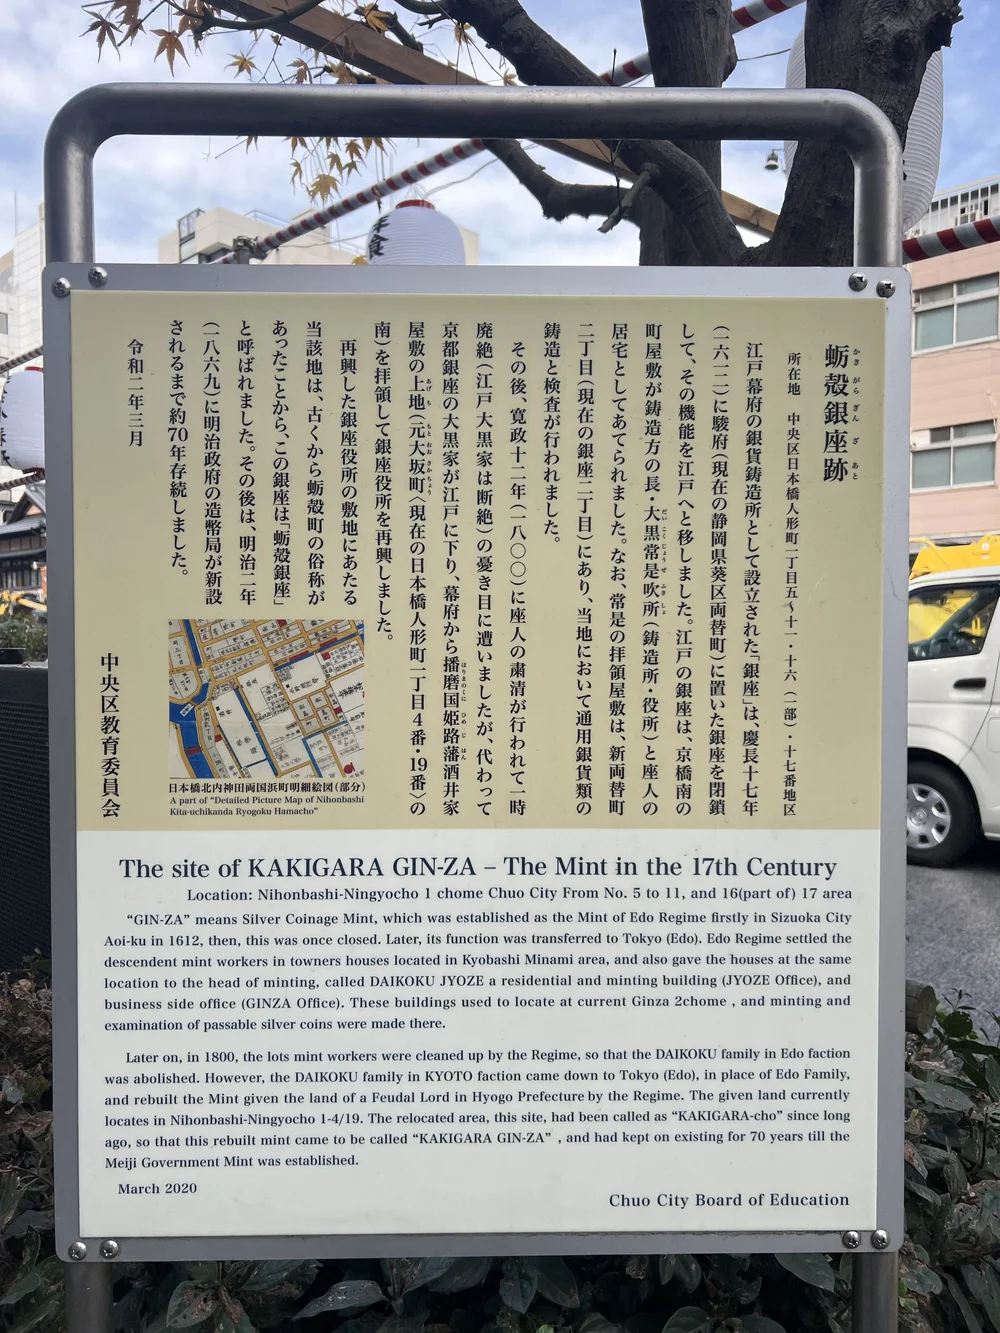 蛎殻銀座跡
所在地 中央区日本橋人形町一丁目五～十一・十六（一部）・十七番地区
江戸幕府の銀貨鋳造所として設立された「銀座」は、慶長十七年
（一六一二）に駿府（現在の静岡県葵区両替町）に置いた銀座を閉鎖
して、その機能を江戸へと移しました。江戸の銀座は、京橋南の
町屋敷が鋳造方の長・大黒常是吹所（鋳造所・役所）と座人の
居宅としてあてられました。なお、常是の拝領屋敷は、新両替町
二丁目（現在の銀座二丁目）にあり、当地において通用銀貨類の
鋳造と検査が行われました。
その後、寛政十二年（一八〇〇）に座人の粛清が行われて一時
廃絶（江戸大黒家は断絶）の憂き目に遭いましたが、代わって
京都銀座の大黒家が江戸に下り、幕府から播磨国姫路藩酒井家
屋敷の上地（元大坂町〈現在の日本橋人形町一丁目4番・19番〉の
南）を拝領して銀座役所を再興しました。
再興した銀座役所の敷地にあたる
当該地は、古くから蛎殻町の俗称が
あったことから、この銀座は「蛎殻銀座」
と呼ばれました。その後は、明治二年
（一八六九）に明治政府の造幣局が新設
されるまで約70年存続しました。
令和二年三月
中央区教育委員会
日本橋北内神田両国浜町明細絵図（部分）
A part of “Detailed Picture Map of Nihonbashi
Kita-uchikanda Ryogoku Hamacho”
The site of KAKIGARA GIN-ZA – The Mint in the 17th Century
Location: Nihonbashi-Ningyocho 1 chome Chuo City From No. 5 to 11, and 16(part of) 17 area
“GIN-ZA” means Silver Coinage Mint, which was established as the Mint of Edo Regime firstly in Sizuoka City
Aoi-ku in 1612, then, this was once closed. Later, its function was transferred to Tokyo (Edo). Edo Regime settled the
descendent mint workers in towners houses located in Kyobashi Minami area, and also gave the houses at the same
location to the head of minting, called DAIKOKU JYOZE a residential and minting building (JYOZE Office), and
business side office (GINZA Office). These buildings used to locate at current Ginza 2chome , and minting and
examination of passable silver coins were made there.
Later on, in 1800, the lots mint workers were cleaned up by the Regime, so that the DAIKOKU family in Edo faction
was abolished. However, the DAIKOKU family in KYOTO faction came down to Tokyo (Edo), in place of Edo Family,
and rebuilt the Mint given the land of a Feudal Lord in Hyogo Prefecture by the Regime. The given land currently
locates in Nihonbashi-Ningyocho 1-4/19. The relocated area, this site, had been called as “KAKIGARA-cho” since long
ago, so that this rebuilt mint came to be called “KAKIGARA GIN-ZA” , and had kept on existing for 70 years till the
Meiji Government Mint was established.
March 2020
Chuo City Board of Education